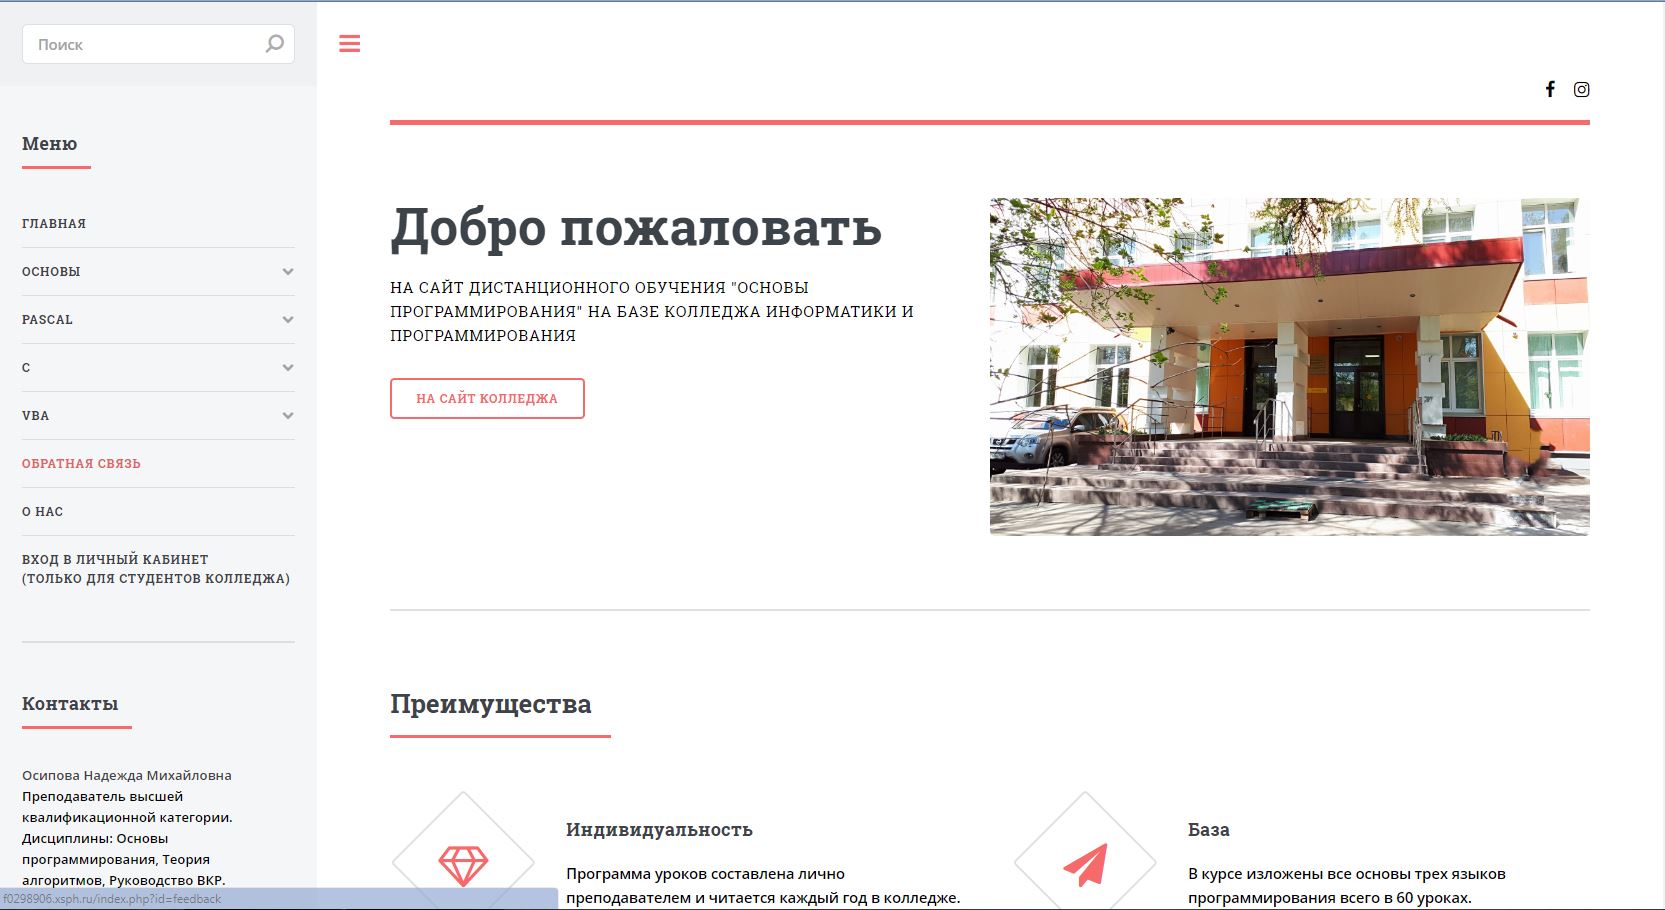 Поиск
Меню
ГЛАВНАЯ
ОСНОВЫ
PASCAL
C
VBA
ОБРАТНАЯ СВЯЗЬ
О НАС
ВХОД В ЛИЧНЫЙ КАБИНЕТ
(ТОЛЬКО ДЛЯ СТУДЕНТОВ КОЛЛЕДЖА)
Контакты
Осипова Надежда Михайловна
Преподаватель высшей
квалификационной категории.
Дисциплины: Основы
программирования, Теория
алгоритмов, Руководство ВКР.
f0298906.xsph.ru/index.php?id=feedback
Добро пожаловать
НА САЙТ ДИСТАНЦИОННОГО ОБУЧЕНИЯ "ОСНОВЫ
ПРОГРАММИРОВАНИЯ" НА БАЗЕ КОЛЛЕДЖА ИНФОРМАТИКИ И
ПРОГРАММИРОВАНИЯ
НА САЙТ КОЛЛЕДЖА
Преимущества
Индивидуальность
Программа уроков составлена лично
преподавателем и читается каждый год в колледже.
База
В курсе изложены все основы трех языков
программирования всего в 60 уроках.